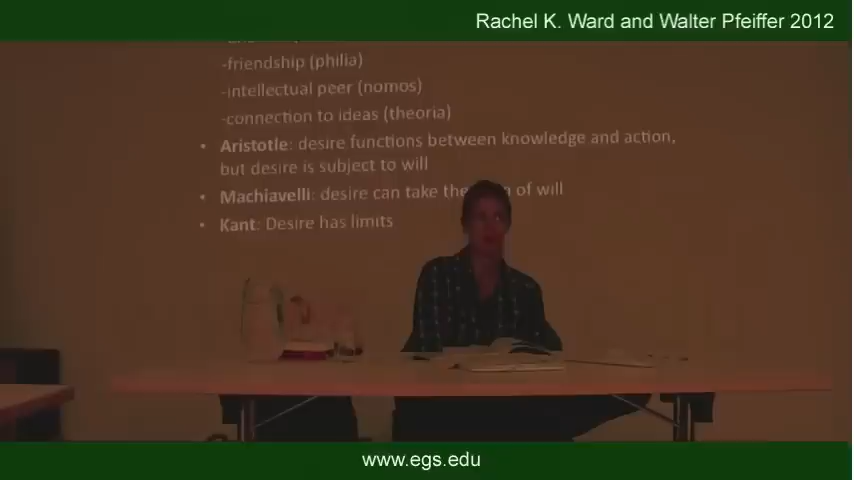 Rachel K. Ward and Walter Pfeiffer 2012
-friendship (philia)
-intellectual peer (nomos)
-connection to ideas (theoria)
• Aristotle: desire functions between knowledge and action,
but desire is subject to will
• Machiavelli: desire can take the of will
• Kant: Desire has limits
www.egs.edu